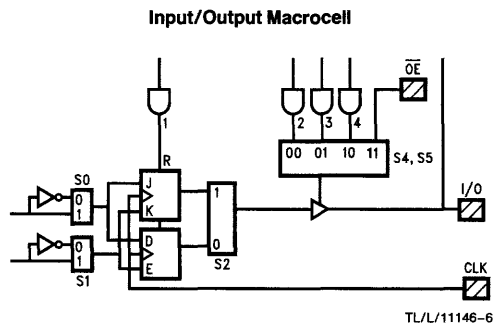 Input/Output Macrocell
OE
1 2 3 4
R 00 01 10 11 S4, S5
S0 J
0 1 I/O
1 K
0 D 0
1 E S2
S1 CLK
TL/L/11146-6